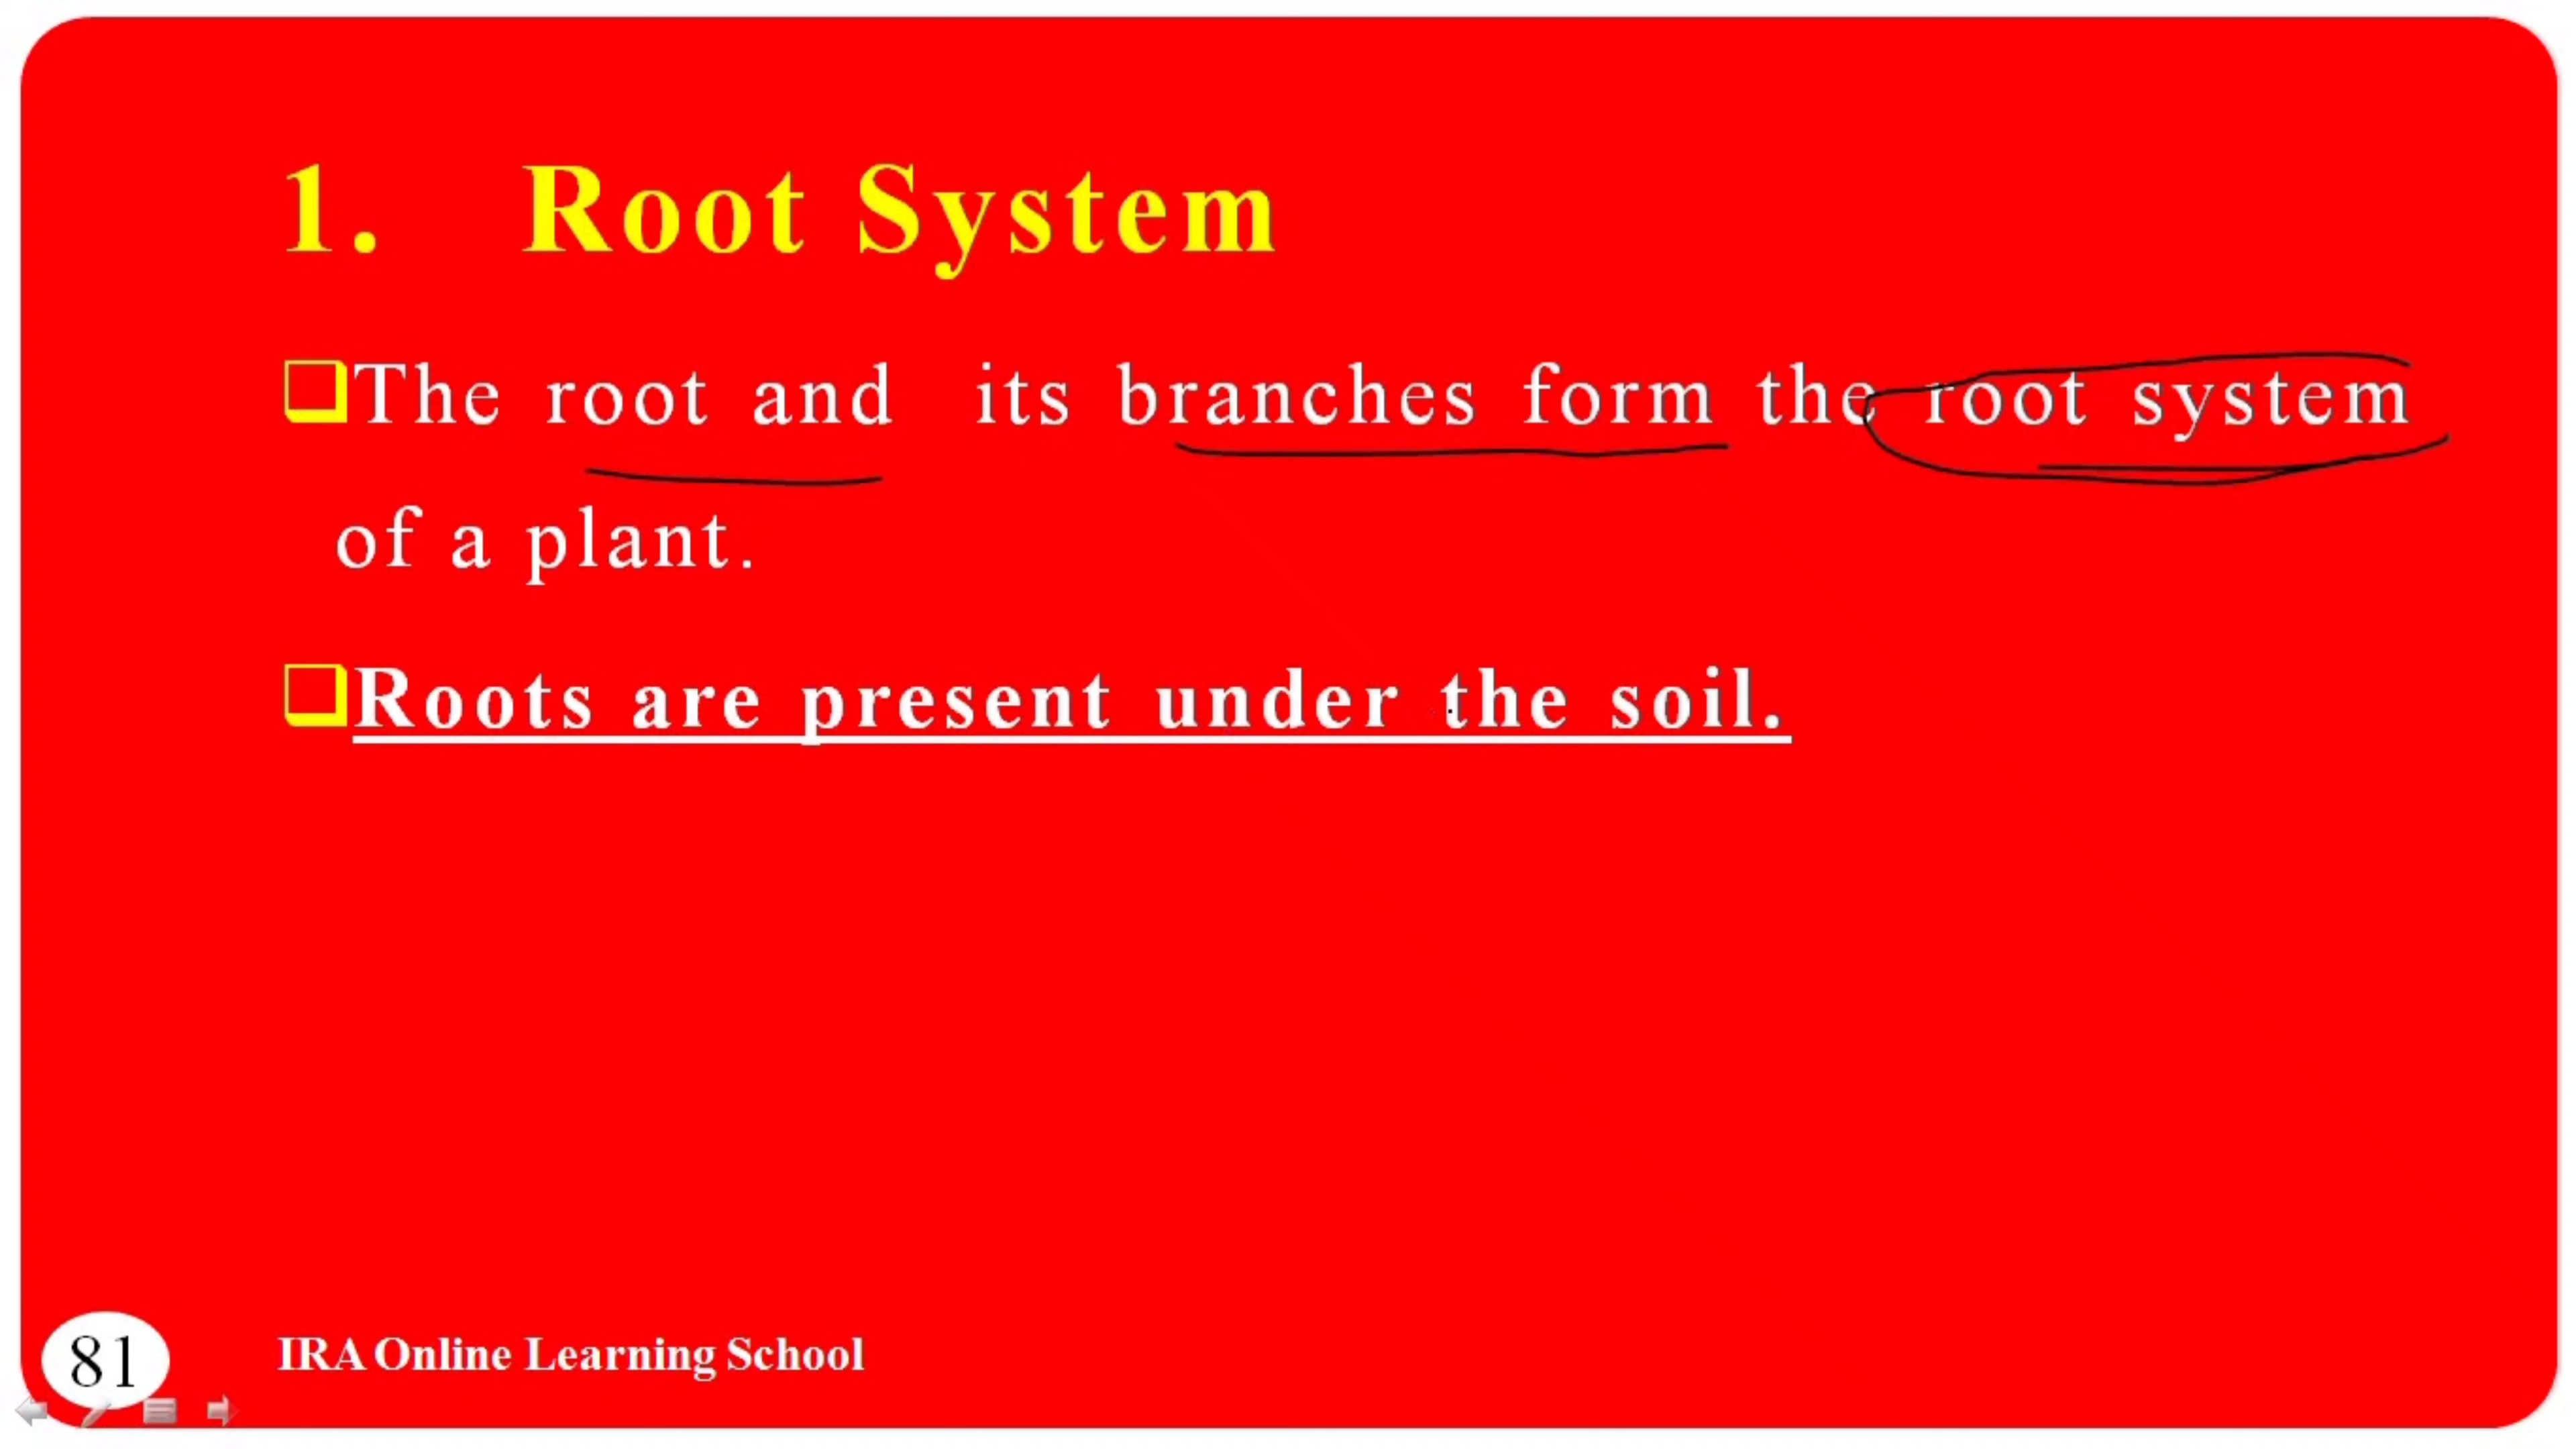 1. Root System
The root and its branches form the root system
of a plant.
Roots are present under the soil.
81 IRA Online Learning School